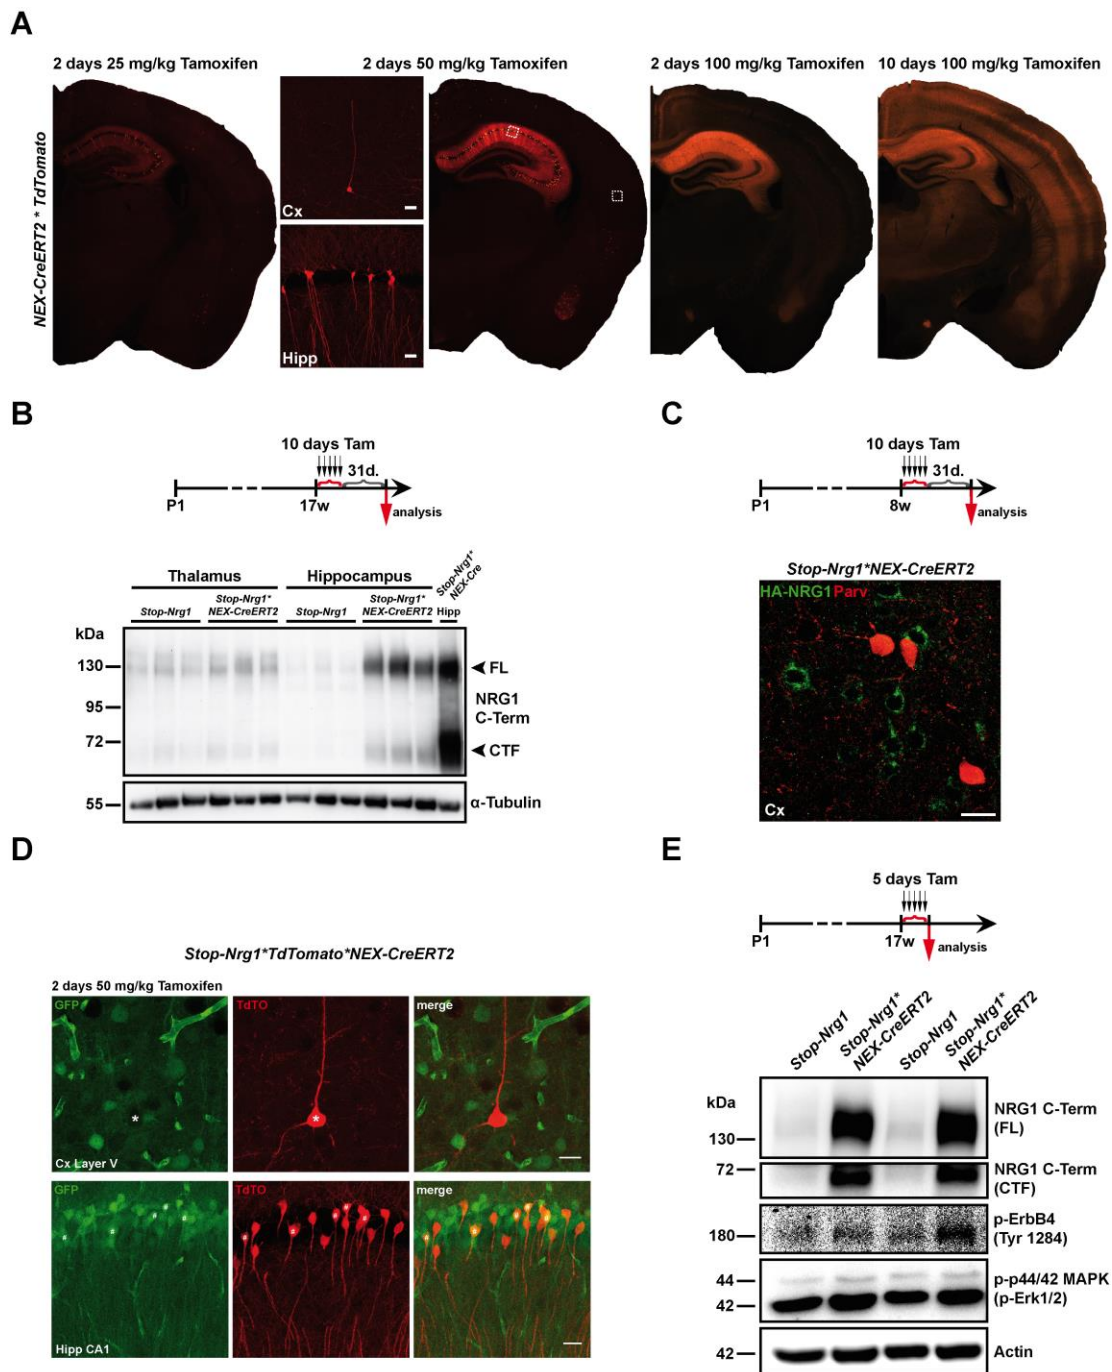 A
2 days 25 mg/kg Tamoxifen
2 days 50 mg/kg Tamoxifen
2 days 100 mg/kg Tamoxifen
10 days 100 mg/kg Tamoxifen
NEX-CreERT2 * TdTomato
Cx
Hipp
B
10 days Tam
31d.
P1
17w
analysis
Thalamus
Hippocampus
Stop-Nrg1*
NEX-Cre
Stop-Nrg1
Stop-Nrg1*
NEX-CreERT2
Stop-Nrg1
Stop-Nrg1*
NEX-CreERT2
Hipp
kDa
130
FL
95
NRG1
C-Term
72
CTF
55
α-Tubulin
C
10 days Tam
31d.
P1
8w
analysis
Stop-Nrg1*NEX-CreERT2
HA-NRG1 Parv
Cx
D
Stop-Nrg1*TdTomato*NEX-CreERT2
2 days 50 mg/kg Tamoxifen
GFP
TdTO
merge
*
*
Cx Layer V
GFP
TdTO
merge
# # # # #
# # # # #
# # # # #
Hipp CA1
E
5 days Tam
P1
17w
analysis
Stop-Nrg1
Stop-Nrg1*
NEX-CreERT2
Stop-Nrg1
Stop-Nrg1*
NEX-CreERT2
kDa
130
NRG1 C-Term
(FL)
72
NRG1 C-Term
(CTF)
180
p-ErbB4
(Tyr 1284)
44
42
p-p44/42 MAPK
(p-Erk1/2)
42
Actin